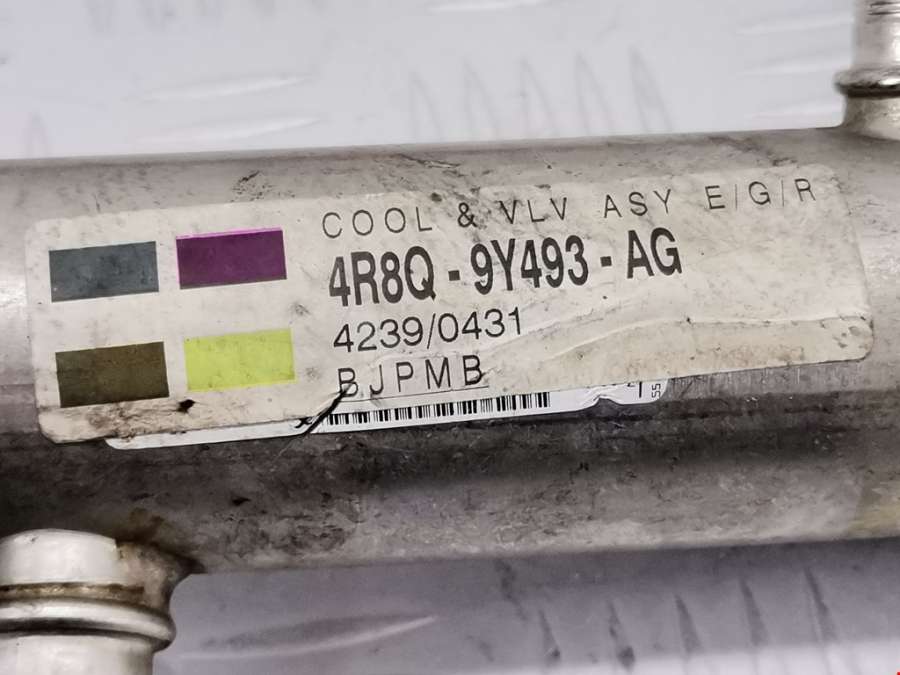 COOL & VLV ASY E/G/R
4R8Q-9Y493-AG
4239/0431
BJPMB